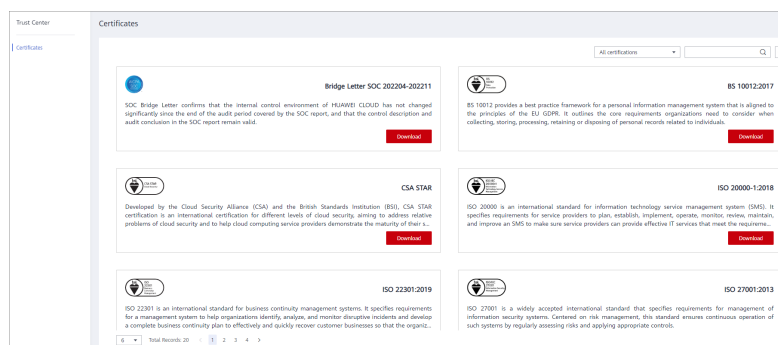 Trust Center
Certificates
Certificates
All certifications
Bridge Letter SOC 202204-202211
SOC Bridge Letter confirms that the internal control environment of HUAWEI CLOUD has not changed
significantly since the end of the audit period covered by the SOC report, and that the control description and
audit conclusion in the SOC report remain valid.
Download
BS 10012:2017
BS 10012 provides a best practice framework for a personal information management system that is aligned to
the principles of the EU GDPR. It outlines the core requirements organizations need to consider when
collecting, storing, processing, retaining or disposing of personal records related to individuals.
Download
CSA STAR
Developed by the Cloud Security Alliance (CSA) and the British Standards Institution (BSI), CSA STAR
certification is an international certification for different levels of cloud security, aiming to address relative
problems of cloud security and to help cloud computing service providers demonstrate the maturity of their s...
Download
ISO 20000-1:2018
ISO 20000 is an international standard for information technology service management system (SMS). It
specifies requirements for service providers to plan, establish, implement, operate, monitor, review, maintain,
and improve an SMS to make sure service providers can provide effective IT services that meet the requireme...
Download
ISO 22301:2019
ISO 22301 is an international standard for business continuity management systems. It specifies requirements
for a management system to help organizations identify, analyze, and monitor disruptive incidents and develop
a complete business continuity plan to effectively and quickly recover customer businesses so that the organiz...
ISO 27001:2013
ISO 27001 is a widely accepted international standard that specifies requirements for management of
information security systems. Centered on risk management, this standard ensures continuous operation of
such systems by regularly assessing risks and applying appropriate controls.
6 Total Records: 20 < 1 2 3 4 >